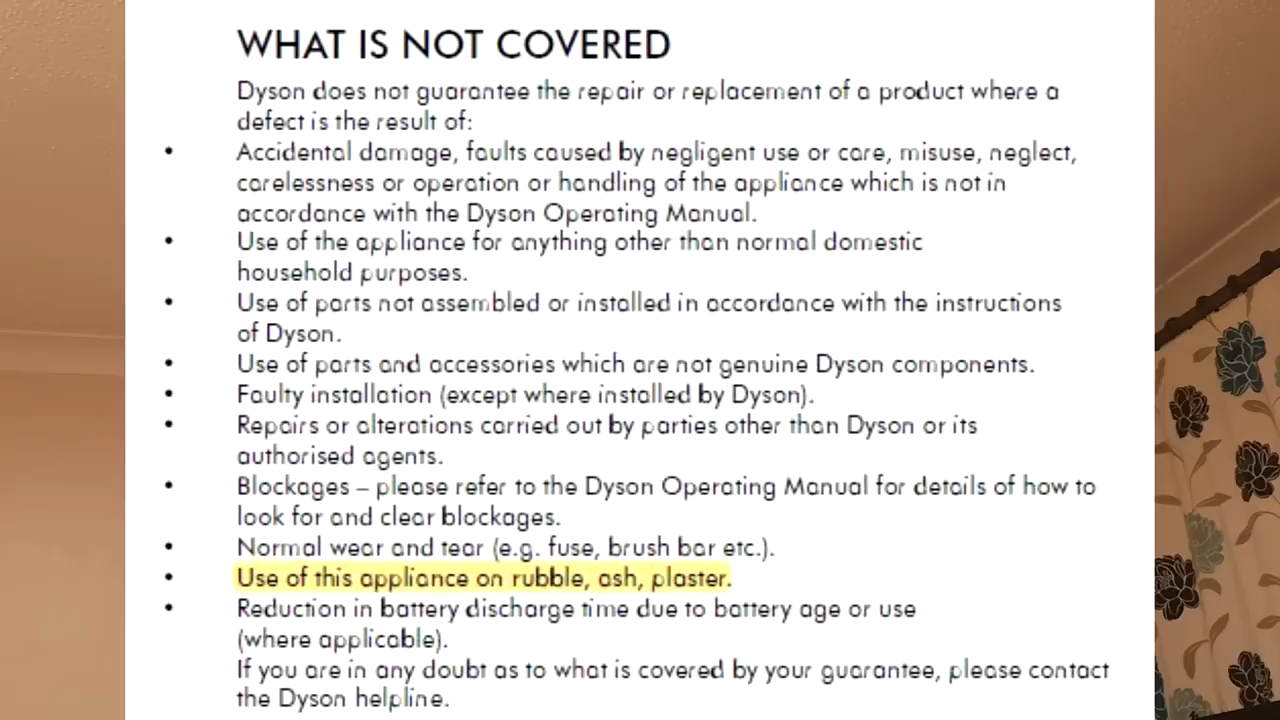 WHAT IS NOT COVERED
Dyson does not guarantee the repair or replacement of a product where a
defect is the result of:
• Accidental damage, faults caused by negligent use or care, misuse, neglect,
carelessness or operation or handling of the appliance which is not in
accordance with the Dyson Operating Manual.
• Use of the appliance for anything other than normal domestic
household purposes.
• Use of parts not assembled or installed in accordance with the instructions
of Dyson.
• Use of parts and accessories which are not genuine Dyson components.
• Faulty installation (except where installed by Dyson).
• Repairs or alterations carried out by parties other than Dyson or its
authorised agents.
• Blockages – please refer to the Dyson Operating Manual for details of how to
look for and clear blockages.
• Normal wear and tear (e.g. fuse, brush bar etc.).
• Use of this appliance on rubble, ash, plaster.
• Reduction in battery discharge time due to battery age or use
(where applicable).
If you are in any doubt as to what is covered by your guarantee, please contact
the Dyson helpline.